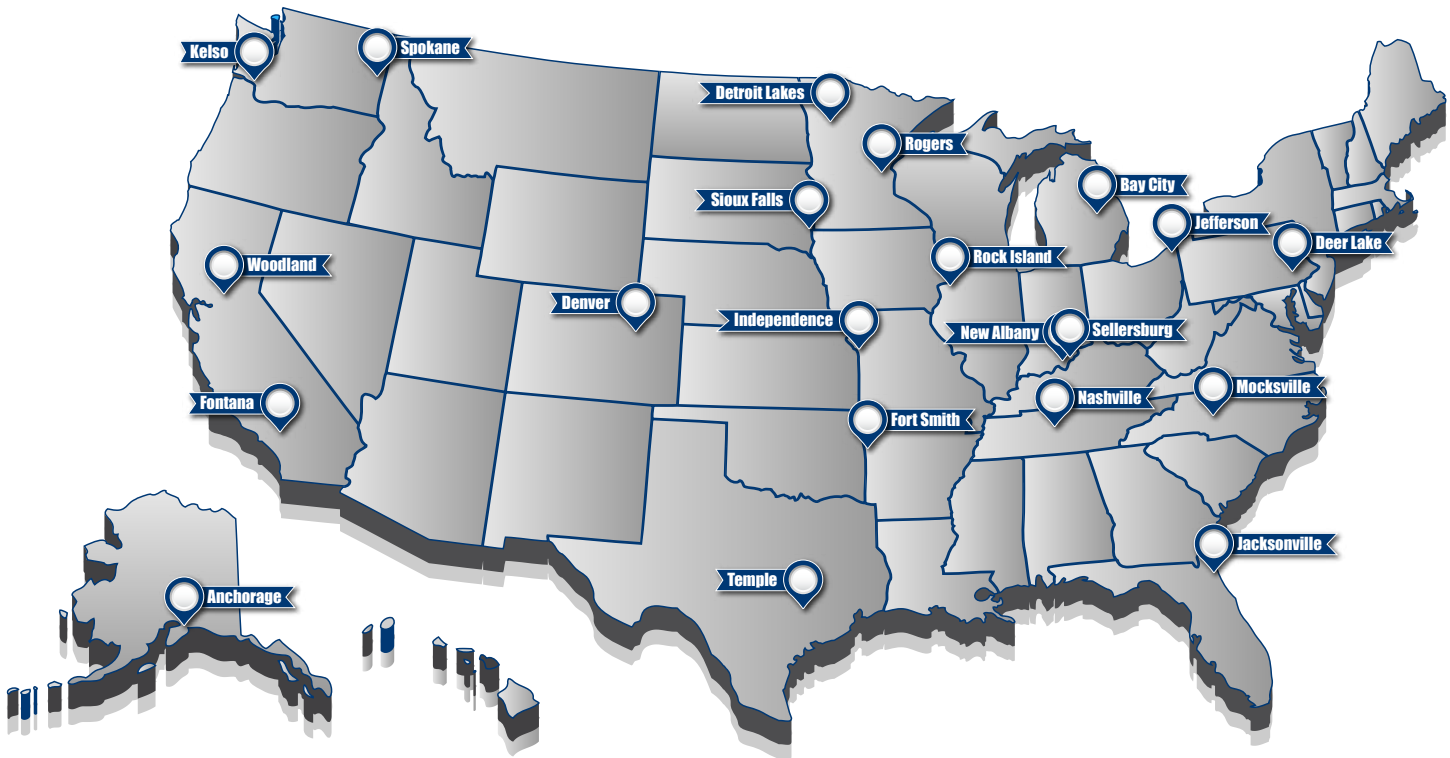 Kelso
Spokane
Detroit Lakes
Rogers
Bay City
Sioux Falls
Jefferson
Deer Lake
Woodland
Rock Island
Denver
Independence
New Albany
Sellersburg
Mocksville
Nashville
Fontana
Fort Smith
Jacksonville
Temple
Anchorage